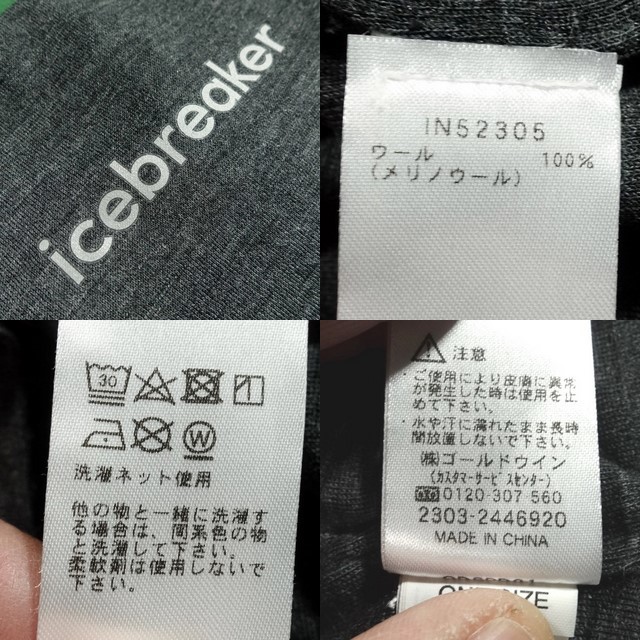 icebreaker
IN52305
ウール 100%
(メリノウール)
30
W
洗濯ネット使用
他の物と一緒に洗濯す
る場合は、同系色の物
と洗濯して下さい。
柔軟剤は使用しないで
下さい。
注意
ご使用により皮膚に異常
が発生した時は使用を止
めて下さい。
・水や汗に濡れたまま長時
間放置しないで下さい。
(株)ゴールドウイン
(カスタマーサービスセンター)
0120-307-560
2303-2446920
MADE IN CHINA